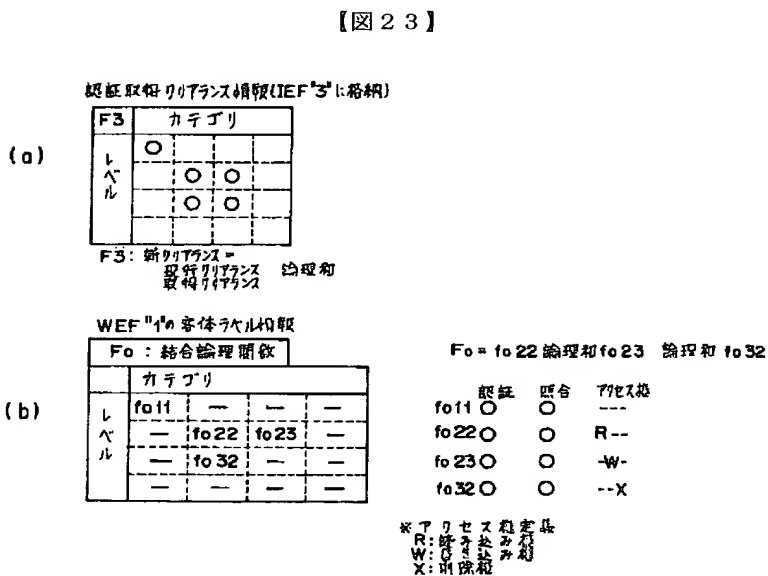 【図２３】
認証取得クリアランス情報(IEF"3"に格納)
(a)
F3 カテゴリ
レベル
○
○ ○
○ ○
F3: 新クリアランス=
現行クリアランス 論理和
取得クリアランス
WEF"1"の客体ラベル情報
(b)
Fo : 結合論理関数
カテゴリ
レベル
fo11 — — —
— fo22 fo23 —
— fo32 — —
— — — —
Fo = fo22 論理和 fo23 論理和 fo32
認証 照合 アクセス権
fo11 ○ ○ ---
fo22 ○ ○ R--
fo23 ○ ○ -W-
fo32 ○ ○ --X
※アクセス権定義
R:読み込み権
W:書き込み権
X:削除権